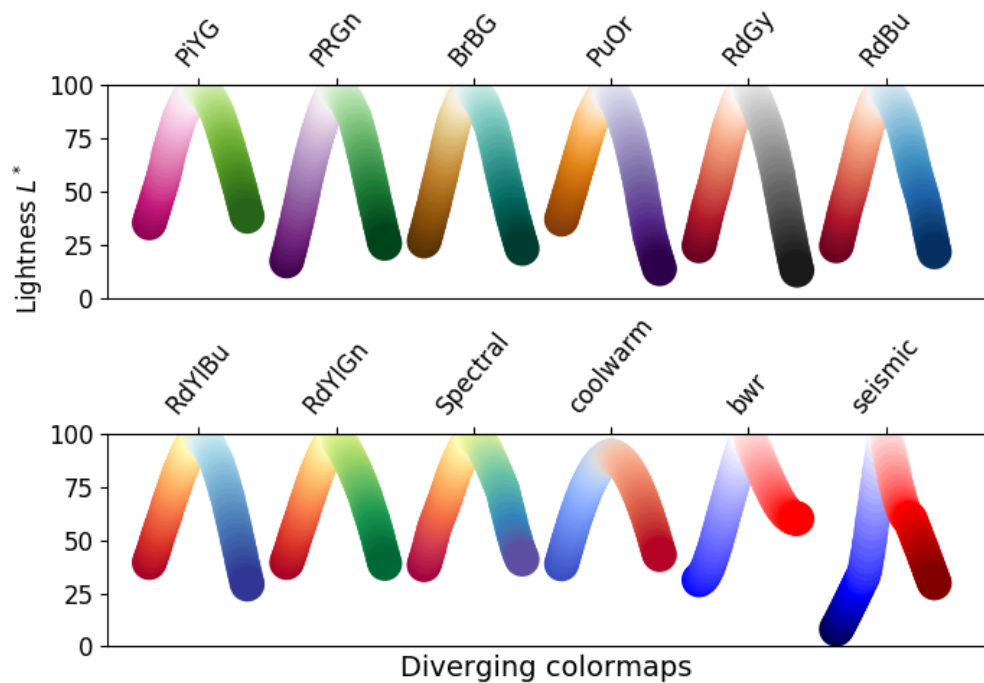 PiYG PRGn BrBG PuOr RdGy RdBu
100
75
50
25
0
Lightness L*
RdYlBu RdYlGn Spectral coolwarm bwr seismic
100
75
50
25
0
Diverging colormaps